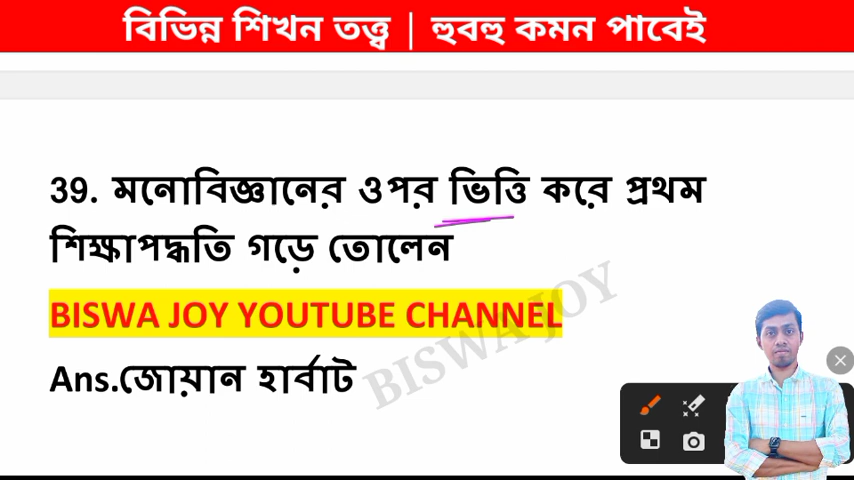 বিভিন্ন শিখন তত্ত্ব | হুবহু কমন পাবেই
39. মনোবিজ্ঞানের ওপর ভিত্তি করে প্রথম
শিক্ষাপদ্ধতি গড়ে তোলেন
BISWA JOY YOUTUBE CHANNEL
Ans.জোয়ান হার্বাট
BISWA JOY